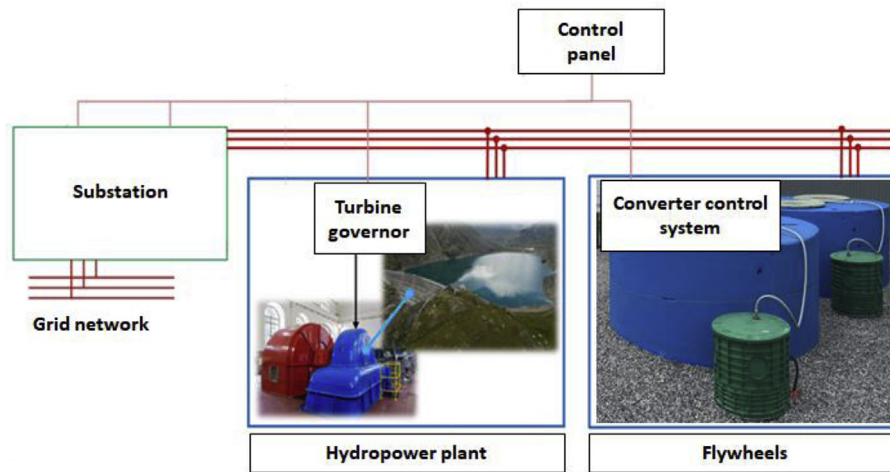 Control
panel
Substation
Turbine
governor
Converter control
system
Grid network
Hydropower plant
Flywheels